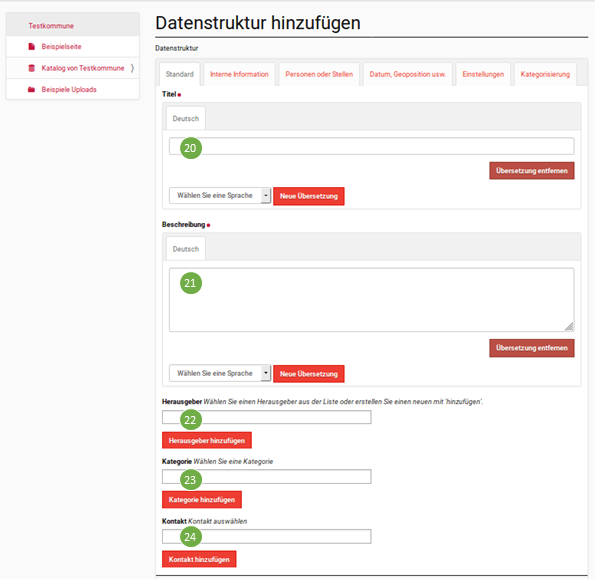 Testkommune
Beispielseite
Katalog von Testkommune
Beispiele Uploads
Datenstruktur hinzufügen
Datenstruktur
Standard Interne Information Personen oder Stellen Datum, Geoposition usw. Einstellungen Kategorisierung
Titel
Deutsch
20
Übersetzung entfernen
Wählen Sie eine Sprache Neue Übersetzung
Beschreibung
Deutsch
21
Übersetzung entfernen
Wählen Sie eine Sprache Neue Übersetzung
Herausgeber Wählen Sie einen Herausgeber aus der Liste oder erstellen Sie einen neuen mit 'hinzufügen'.
22
Herausgeber hinzufügen
Kategorie Wählen Sie eine Kategorie
23
Kategorie hinzufügen
Kontakt Kontakt auswählen
24
Kontakt hinzufügen